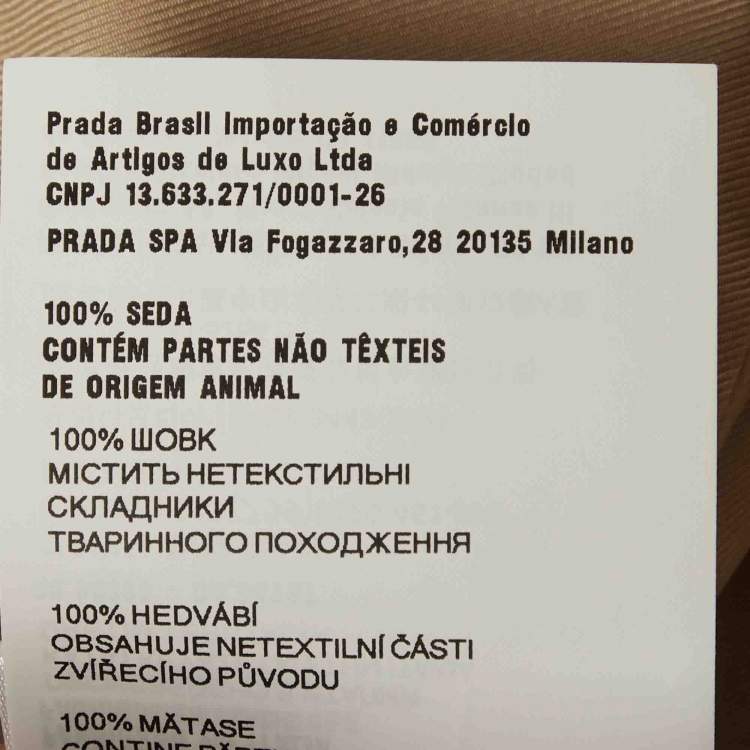 Prada Brasil Importação e Comércio
de Artigos de Luxo Ltda
CNPJ 13.633.271/0001-26
PRADA SPA Via Fogazzaro,28 20135 Milano
100% SEDA
CONTÉM PARTES NÃO TÊXTEIS
DE ORIGEM ANIMAL
100% ШОВК
МІСТИТЬ НЕТЕКСТИЛЬНІ
СКЛАДНИКИ
ТВАРИННОГО ПОХОДЖЕННЯ
100% HEDVÁBÍ
OBSAHUJE NETEXTILNÍ ČÁSTI
ZVÍŘECÍHO PŮVODU
100% MĂTASE